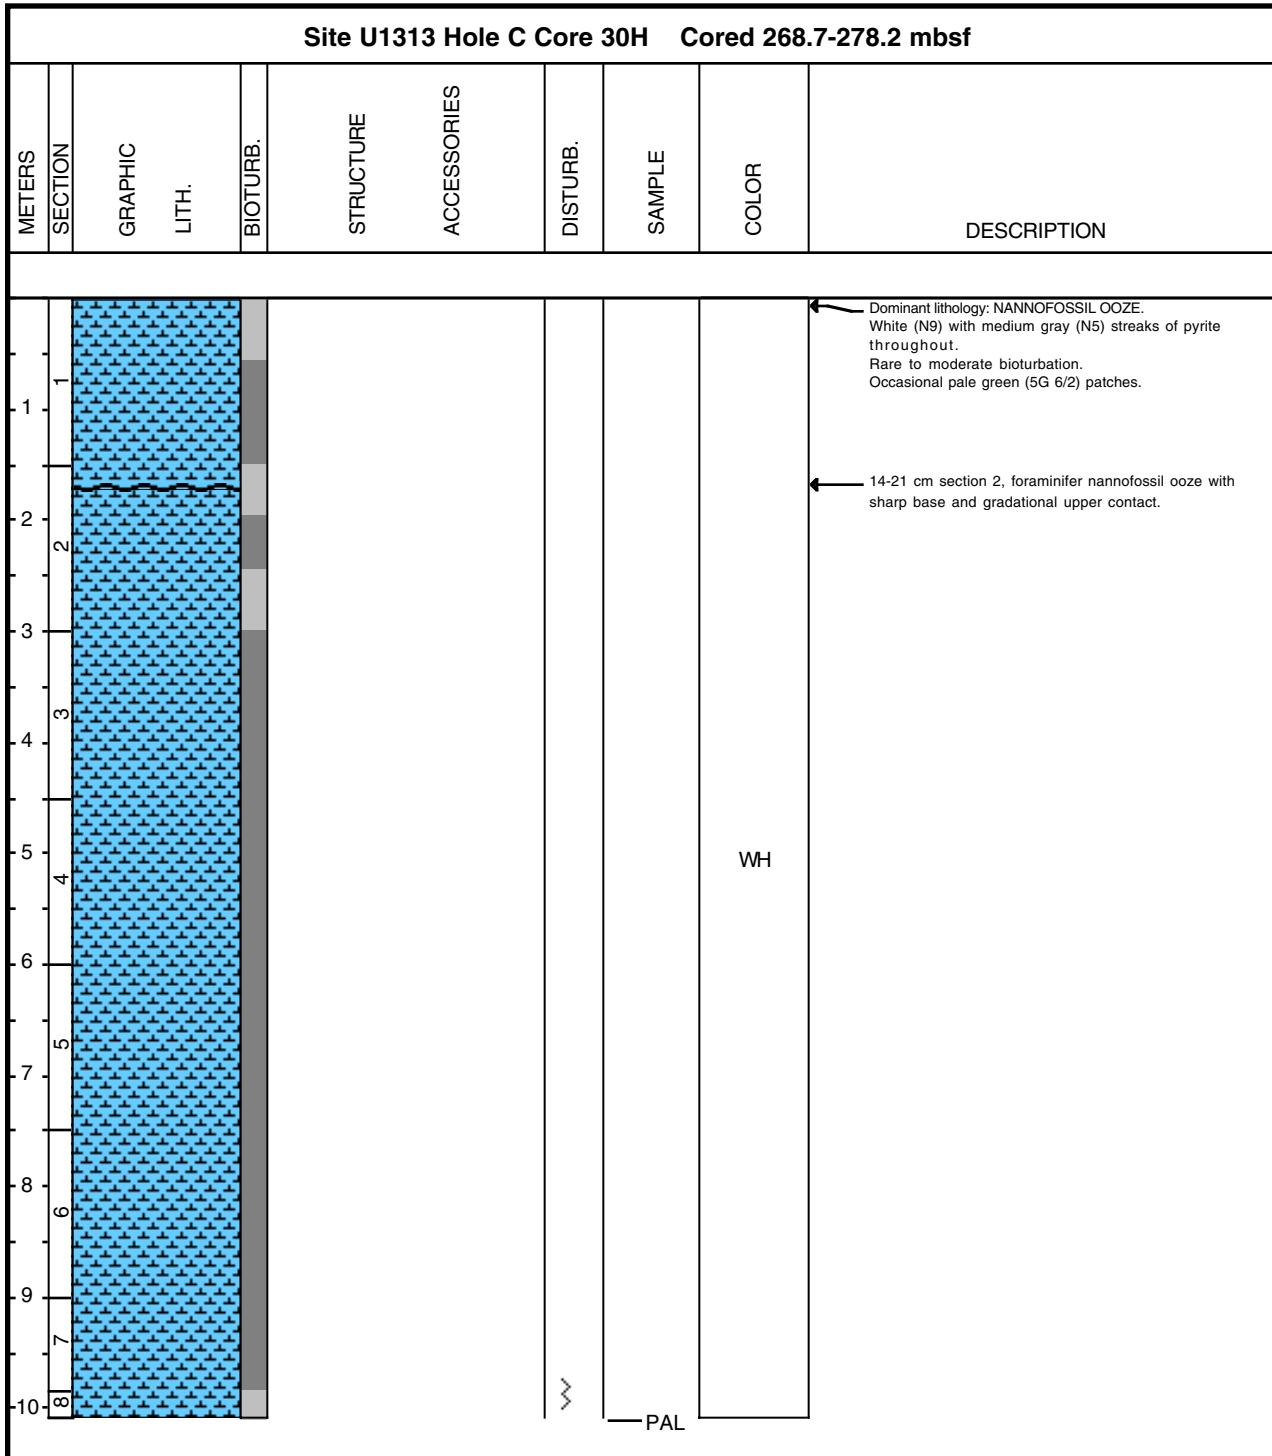 Site U1313 Hole C Core 30H Cored 268.7-278.2 mbsf
METERS
SECTION
GRAPHIC
LITH.
BIOTURB.
STRUCTURE
ACCESSORIES
DISTURB.
SAMPLE
COLOR
DESCRIPTION
Dominant lithology: NANNOFOSSIL OOZE.
White (N9) with medium gray (N5) streaks of pyrite
throughout.
Rare to moderate bioturbation.
Occasional pale green (5G 6/2) patches.
1
1
14-21 cm section 2, foraminifer nannofossil ooze with
sharp base and gradational upper contact.
2
2
3
3
4
5
WH
4
6
5
7
8
6
9
7
10
8
PAL